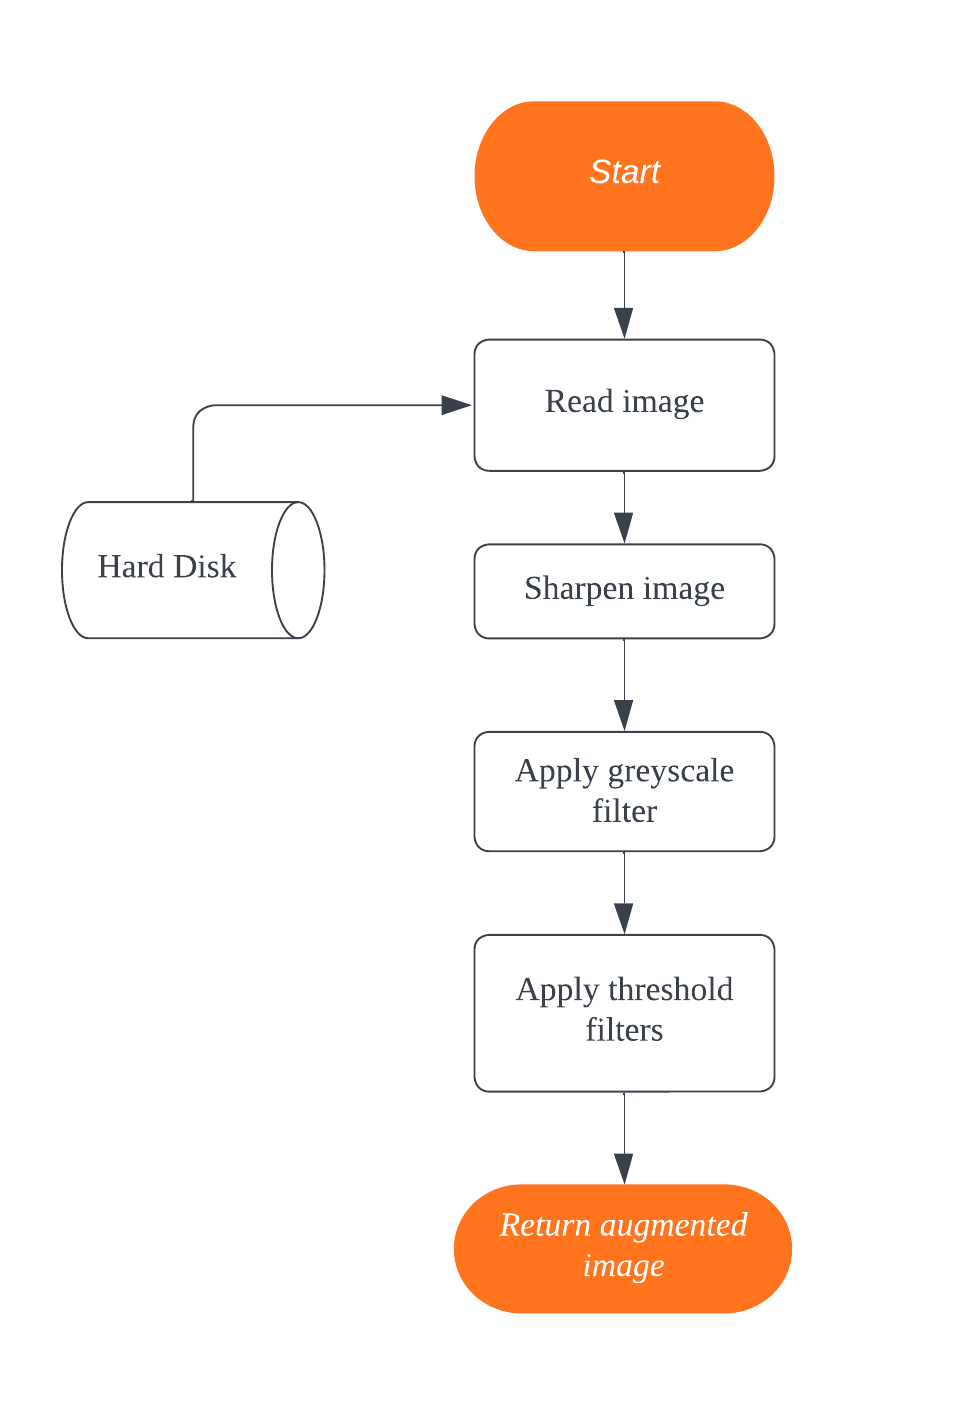 Start
Read image
Hard Disk
Sharpen image
Apply greyscale
filter
Apply threshold
filters
Return augmented
image